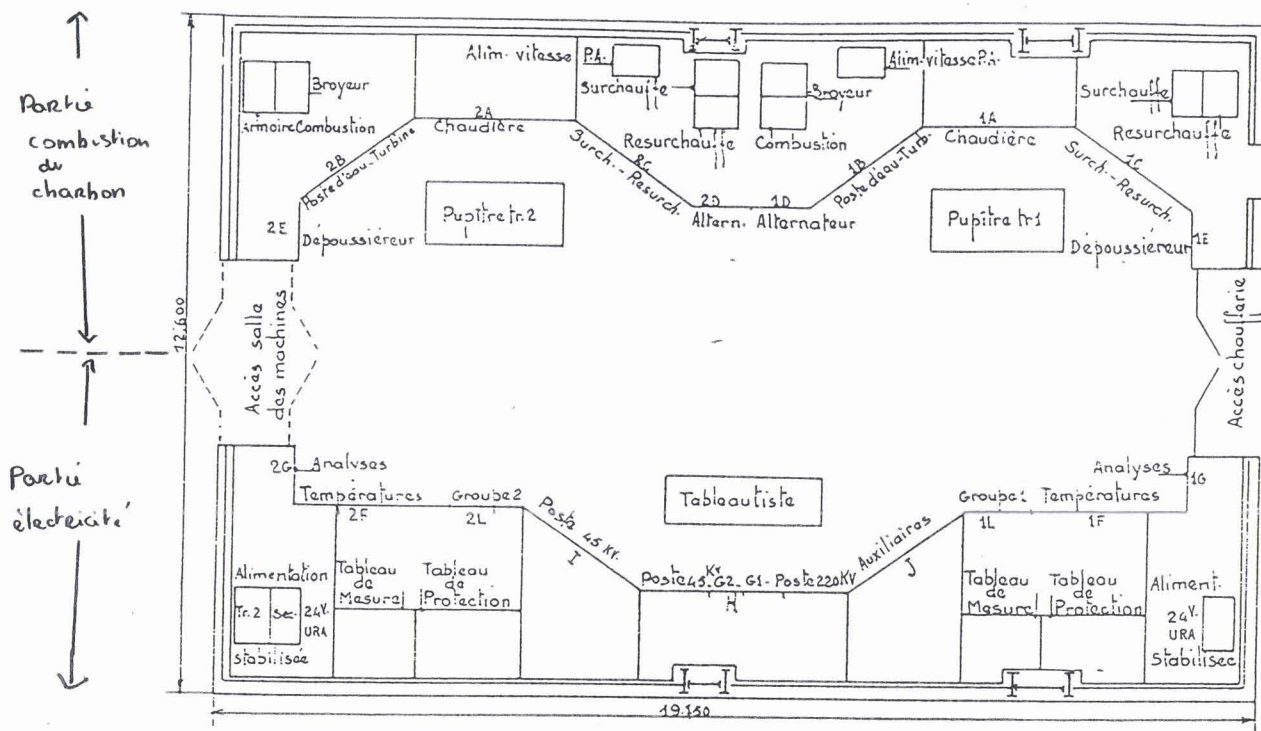 Partie
combustion
du
charbon
Partie
électricité
12.600
19.750
Broyeur
Armoire Combustion
Alim. vitesse
P.A.
Surchauffe
Resurchauffe
Broyeur
Combustion
Alim. vitesse P.A.
Surchauffe
Resurchauffe
2A
Chaudière
2B
Poste d'eau-Turbine
2C
Surch.-Resurch.
2D
1D
Altern.
Alternateur
1B
Poste d'eau-Turb.
1A
Chaudière
1C
Surch.-Resurch.
2E
Dépoussiéreur
Pupitre tr.2
Pupitre tr1
Dépoussiéreur
1E
Accès salle
des machines
Accès chaufferie
2G
Analyses
Températures
2F
Groupe 2
2L
Poste 45 KV.
I
Tableautiste
Poste 45 KV G2 - G1 - Poste 220 KV
H
Auxiliaires
J
Analyses
1G
Groupe 1
1L
Températures
1F
Alimentation
Tr.2
Sec.
24V.
URA
Stabilisée
Tableau
de
Mesure
Tableau
de
Protection
Tableau
de
Mesure
Tableau
de
Protection
Aliment.
24V.
URA
Stabilisée